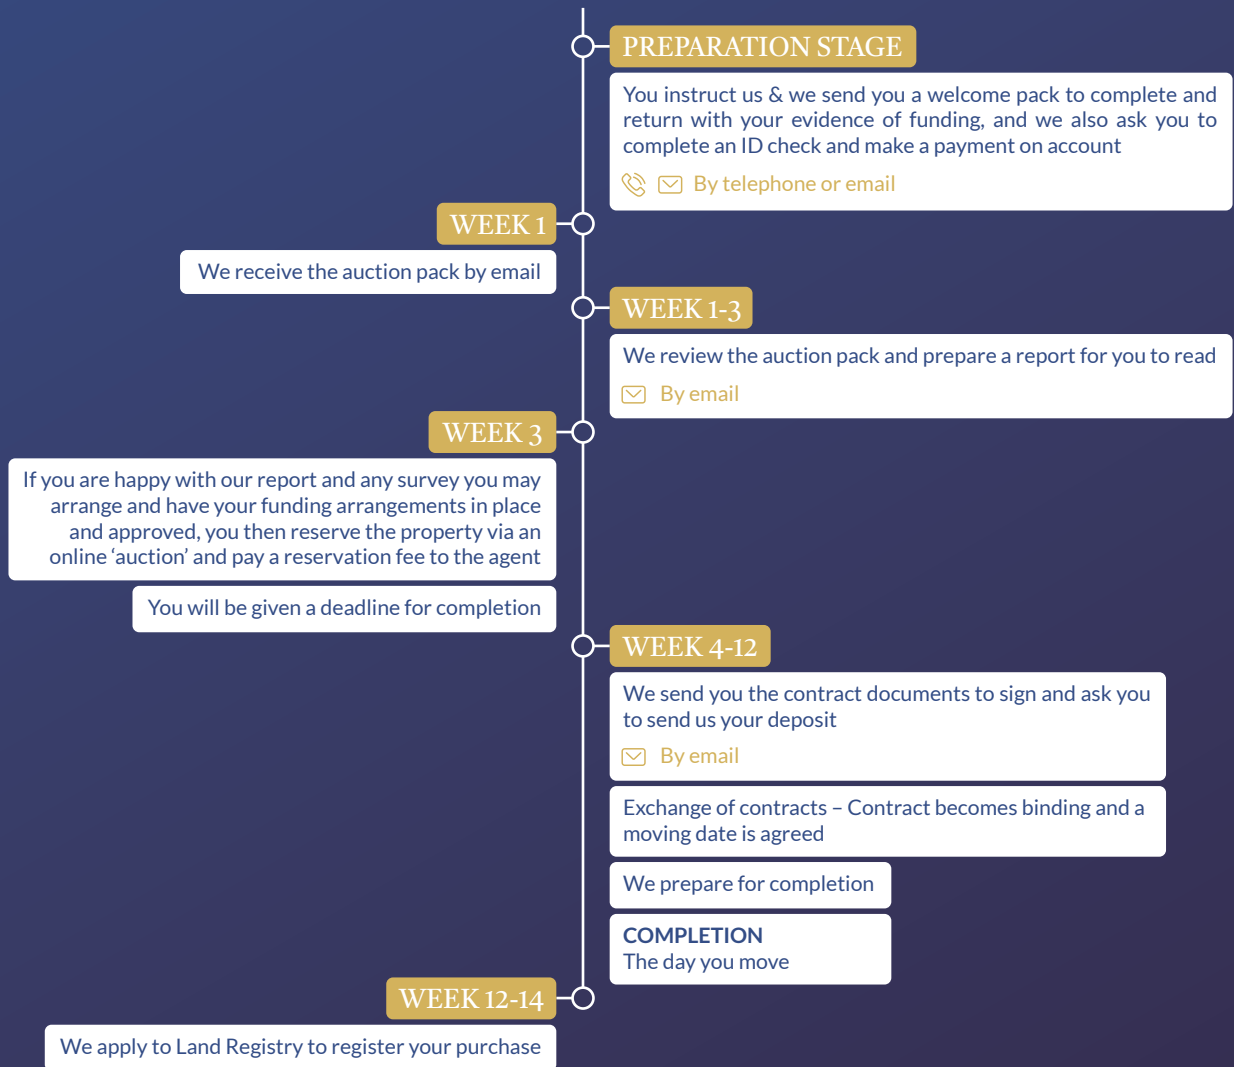 PREPARATION STAGE
You instruct us & we send you a welcome pack to complete and
return with your evidence of funding, and we also ask you to
complete an ID check and make a payment on account
By telephone or email
WEEK 1
We receive the auction pack by email
WEEK 1-3
We review the auction pack and prepare a report for you to read
By email
WEEK 3
If you are happy with our report and any survey you may
arrange and have your funding arrangements in place
and approved, you then reserve the property via an
online ‘auction’ and pay a reservation fee to the agent
You will be given a deadline for completion
WEEK 4-12
We send you the contract documents to sign and ask you
to send us your deposit
By email
Exchange of contracts – Contract becomes binding and a
moving date is agreed
We prepare for completion
COMPLETION
The day you move
WEEK 12-14
We apply to Land Registry to register your purchase